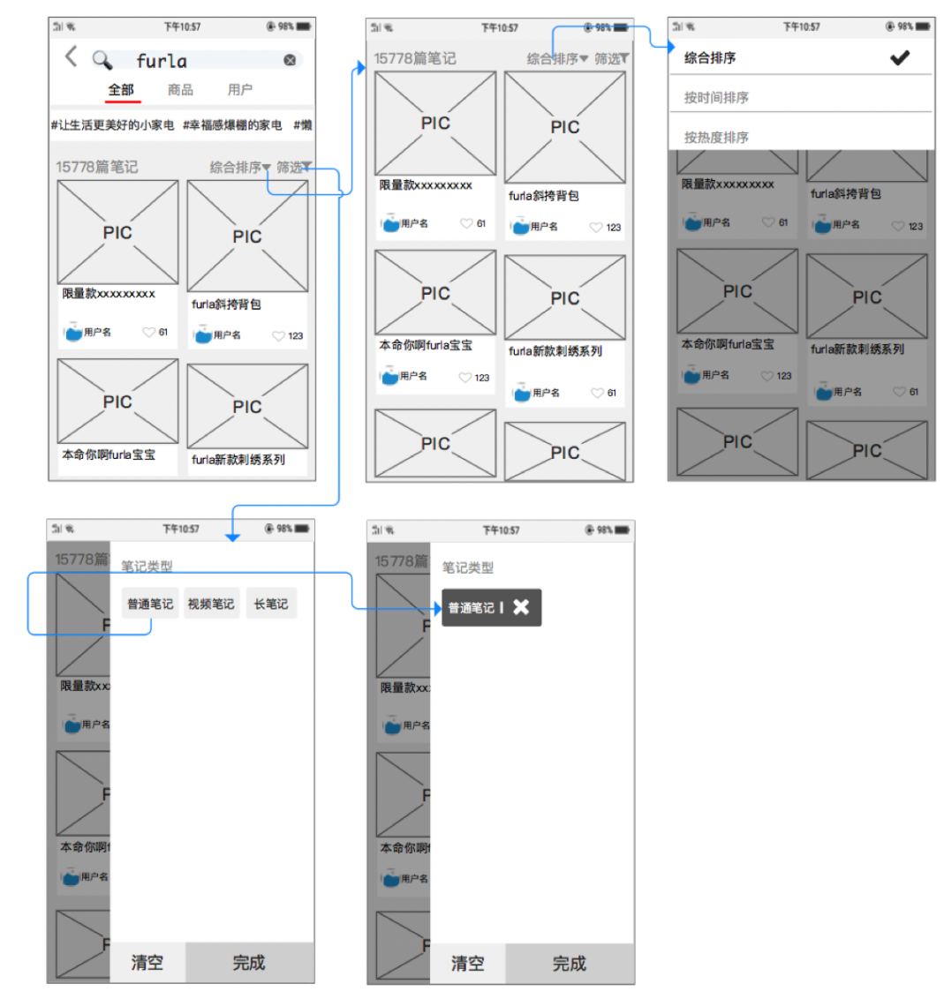 下午10:57 98%
furla
全部 商品 用户
#让生活更美好的小家电 #幸福感爆棚的家电 #懒
15778篇笔记 综合排序 筛选
PIC PIC
限量款xxxxxxxxx
furla斜挎背包
用户名 61
用户名 123
PIC PIC
本命你啊furla宝宝
furla新款刺绣系列
下午10:57 98%
15778篇笔记 综合排序 筛选
PIC PIC
限量款xxxxxxxxx
furla斜挎背包
用户名 61
用户名 123
PIC PIC
本命你啊furla宝宝
furla新款刺绣系列
用户名 123
用户名 61
PIC PIC
下午10:57 98%
综合排序
按时间排序
按热度排序
限量款xxxxxxxxx
furla斜挎背包
用户名 61
用户名 123
PIC PIC
本命你啊furla宝宝
furla新款刺绣系列
用户名 123
用户名 61
PIC PIC
下午10:57 98%
15778篇
笔记类型
普通笔记 视频笔记 长笔记
P
限量款xxx
用户名
P
本命你啊f
用户名
P
清空 完成
下午10:57 98%
15778篇
笔记类型
普通笔记
P
限量款xx
用户名
P
本命你啊f
用户名
P
清空 完成